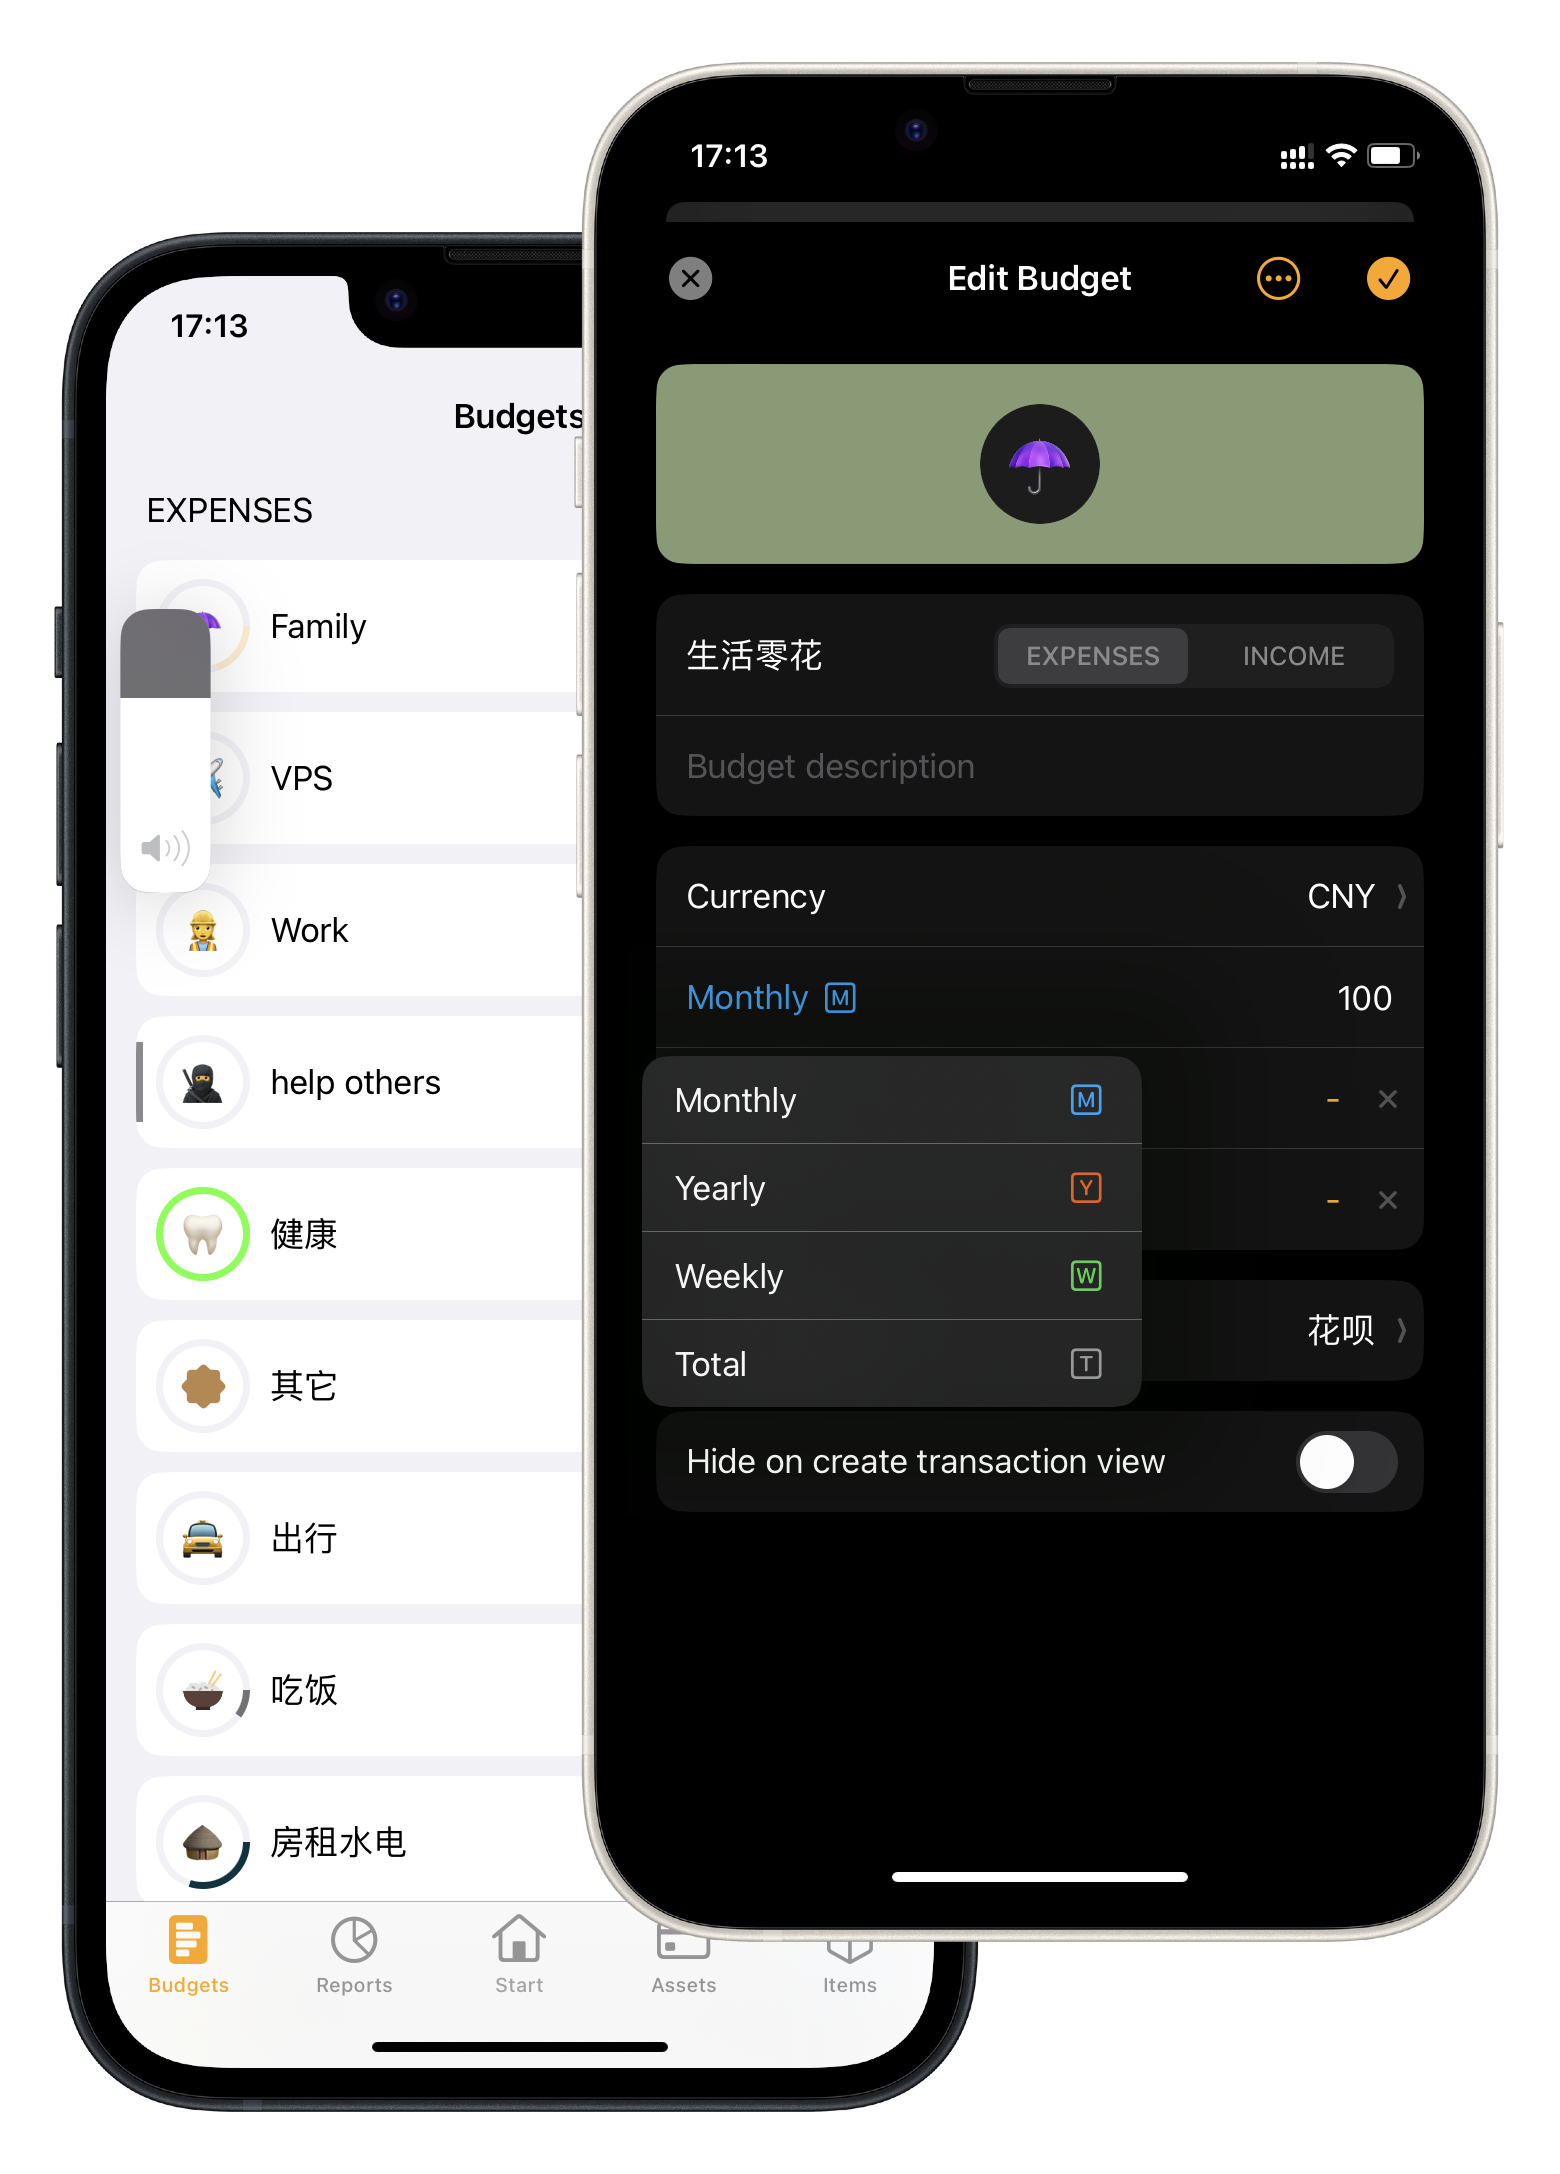 17:13
Budgets
EXPENSES
Family
VPS
Work
help others
健康
其它
出行
吃饭
房租水电
Budgets
Reports
Start
Assets
Items
17:13
Edit Budget
生活零花
EXPENSES
INCOME
Budget description
Currency
CNY
Monthly M
100
Monthly M
-
Yearly Y
-
Weekly W
花呗
Total T
Hide on create transaction view